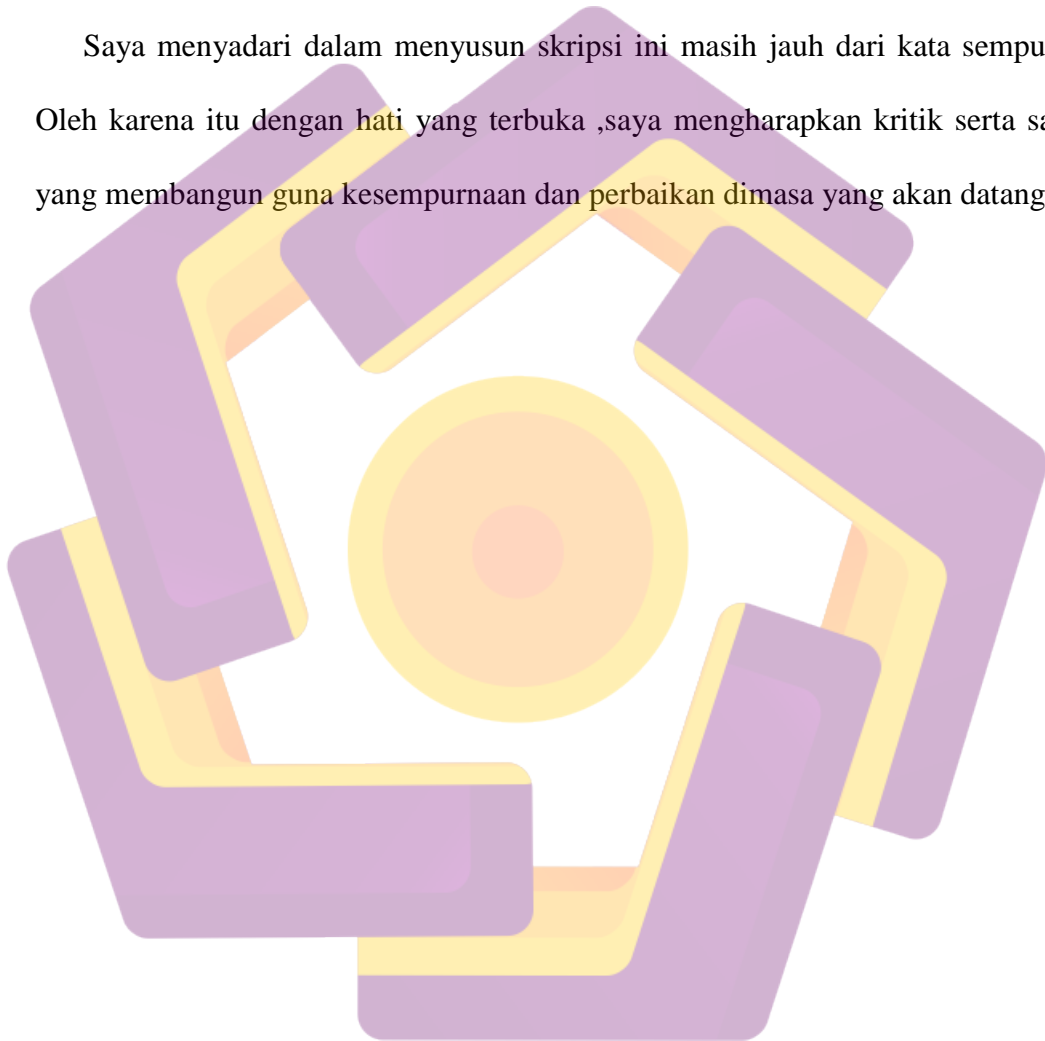 Saya menyadari dalam menyusun skripsi ini masih jauh dari kata sempu
Oleh karena itu dengan hati yang terbuka ,saya mengharapkan kritik serta sa
yang membangun guna kesempurnaan dan perbaikan dimasa yang akan datang